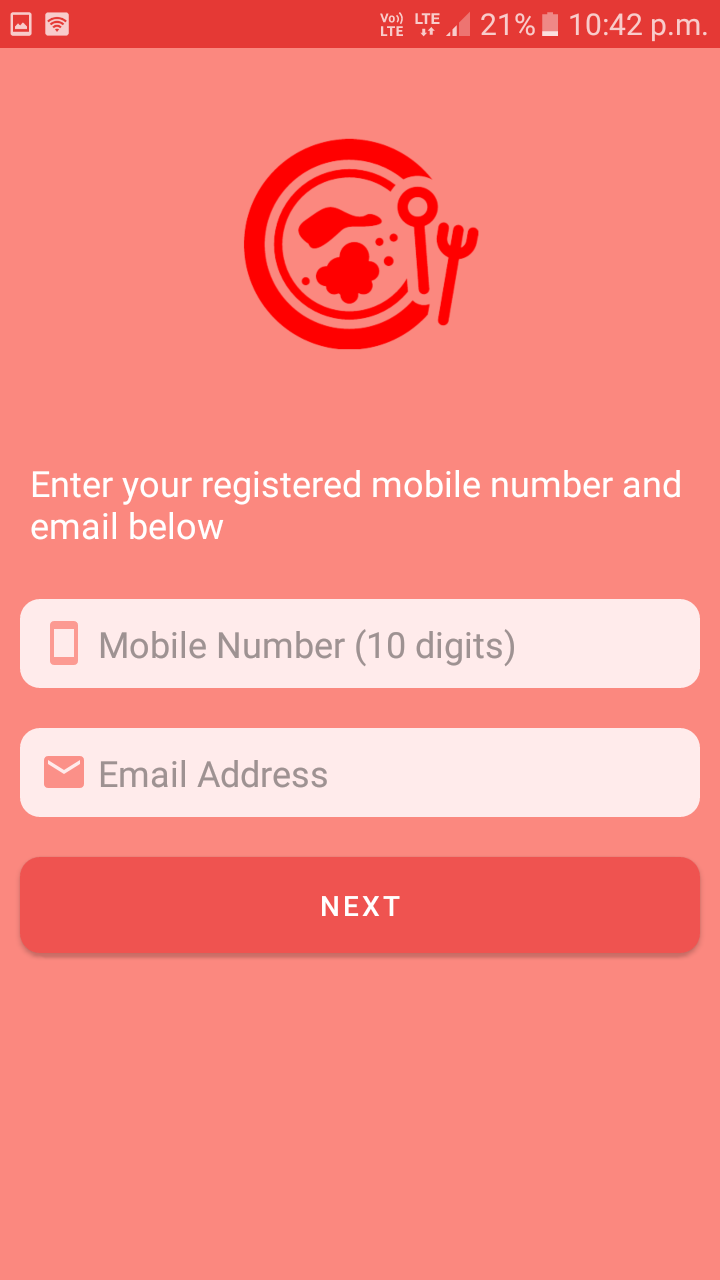 Vo)) LTE LTE 21% 10:42 p.m.
Enter your registered mobile number and
email below
Mobile Number (10 digits)
Email Address
NEXT